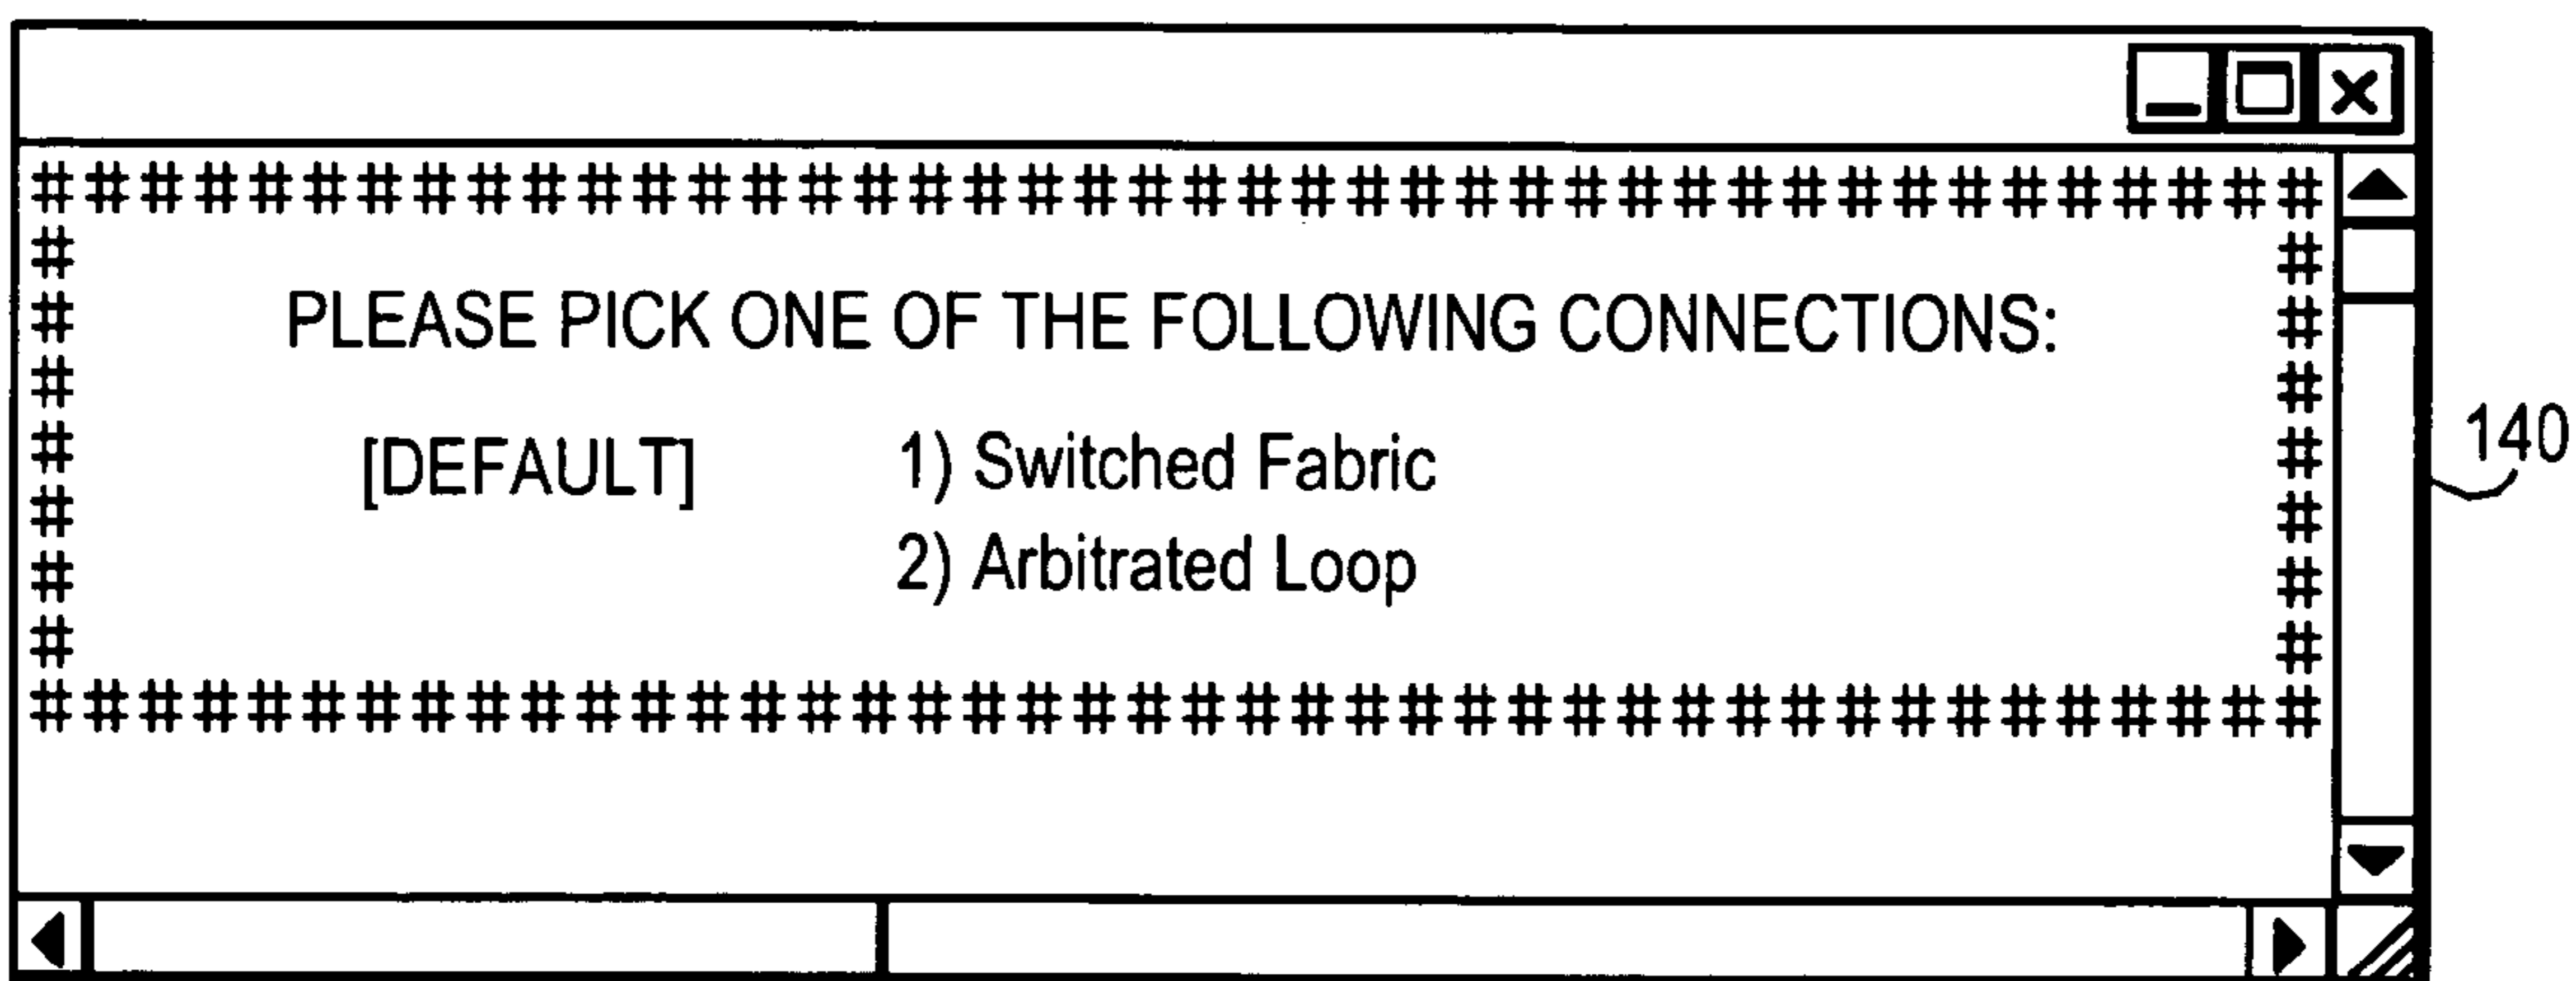 # # # # # # # # # # # # # # # # # # # # # # # # # # # # # # # # # # # # # # # # # #
# #
# PLEASE PICK ONE OF THE FOLLOWING CONNECTIONS: #
# #
# [DEFAULT] 1) Switched Fabric # 140
# #
# 2) Arbitrated Loop #
# #
# # # # # # # # # # # # # # # # # # # # # # # # # # # # # # # # # # # # # # # # # #